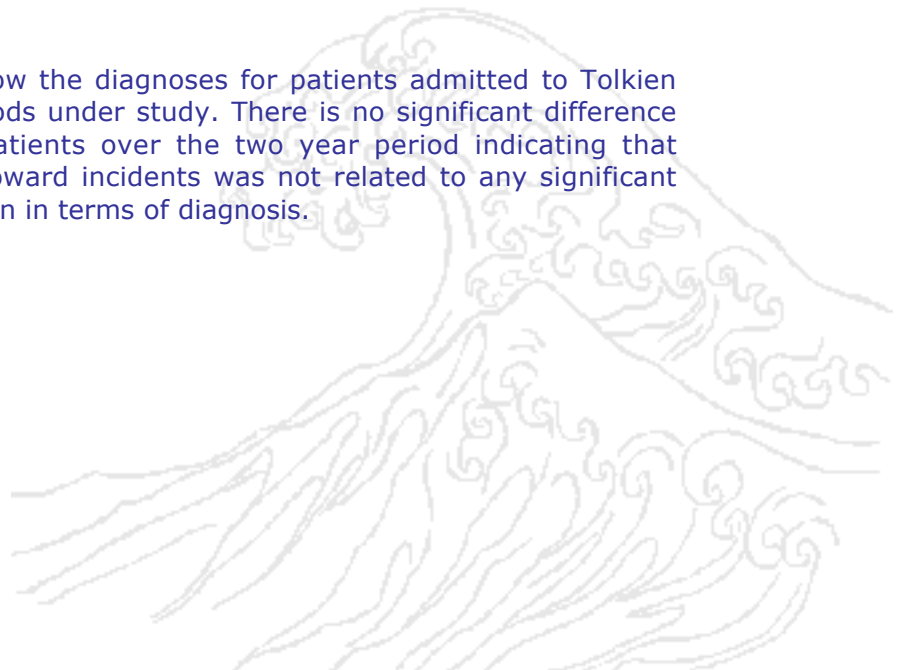 ow the diagnoses for patients admitted to Tolkien
ods under study. There is no significant difference
atients over the two year period indicating that
oward incidents was not related to any significant
n in terms of diagnosis.